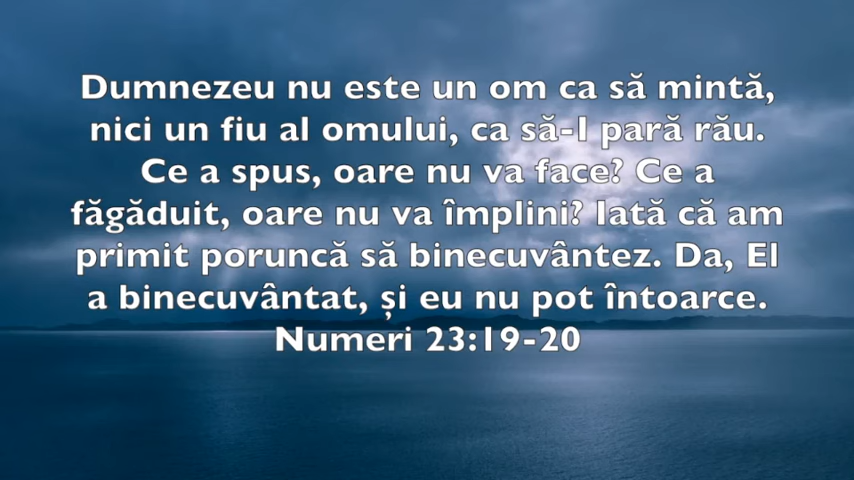 Dumnezeu nu este un om ca să mintă,
nici un fiu al omului, ca să-I pară rău.
Ce a spus, oare nu va face? Ce a
făgăduit, oare nu va împlini? Iată că am
primit poruncă să binecuvântez. Da, El
a binecuvântat, și eu nu pot întoarce.
Numeri 23:19-20